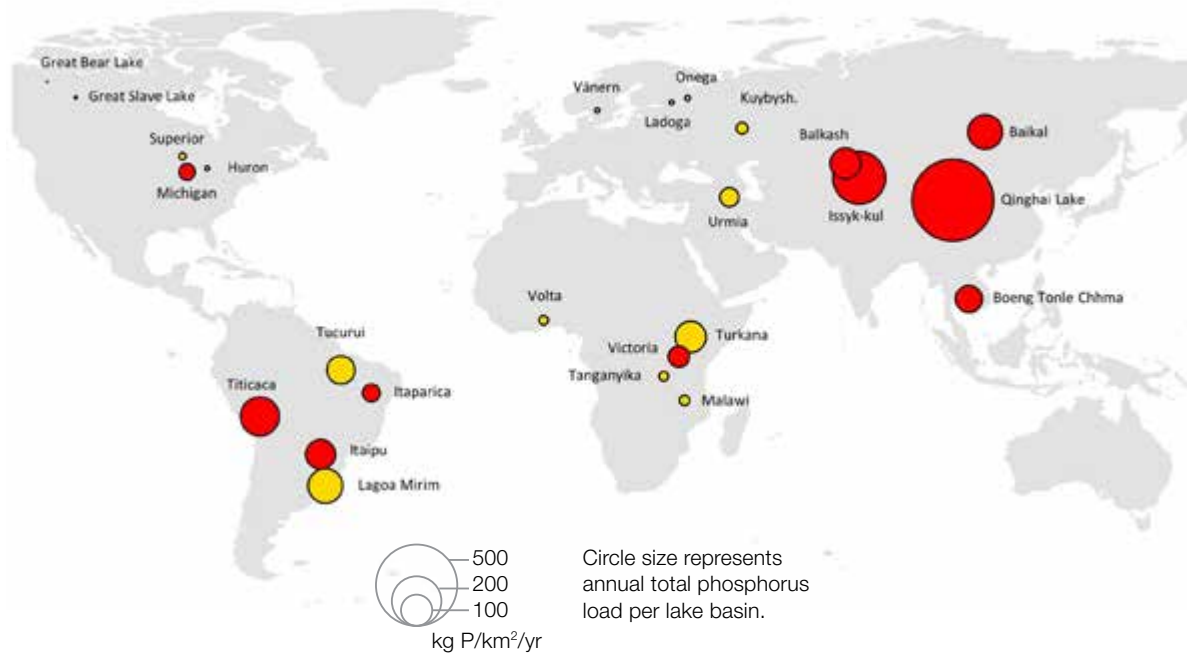 Great Bear Lake
Great Slave Lake
Superior
Huron
Michigan
Vänern
Onega
Ladoga
Kuybysh.
Balkash
Baikal
Issyk-kul
Qinghai Lake
Urmia
Boeng Tonle Chhma
Volta
Turkana
Victoria
Tanganyika
Malawi
Tucurui
Titicaca
Itaparica
Itaipu
Lagoa Mirim
500
200
100
kg P/km²/yr
Circle size represents
annual total phosphorus
load per lake basin.